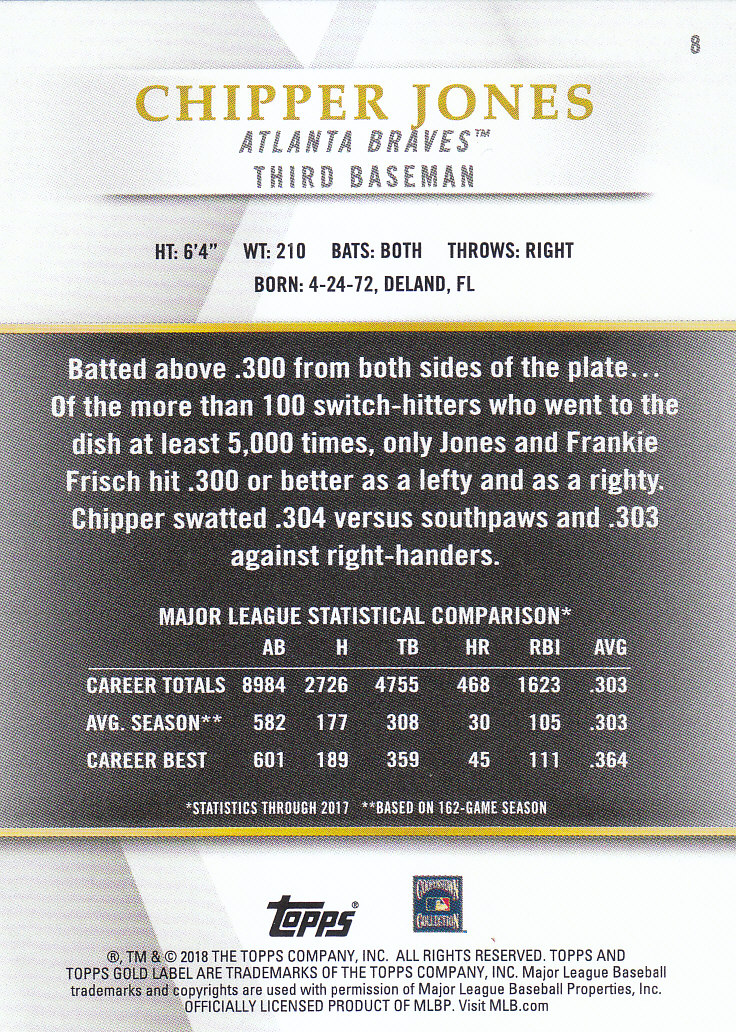 8
CHIPPER JONES
ATLANTA BRAVES™
THIRD BASEMAN
HT: 6'4" WT: 210 BATS: BOTH THROWS: RIGHT
BORN: 4-24-72, DELAND, FL
Batted above .300 from both sides of the plate...
Of the more than 100 switch-hitters who went to the
dish at least 5,000 times, only Jones and Frankie
Frisch hit .300 or better as a lefty and as a righty.
Chipper swatted .304 versus southpaws and .303
against right-handers.
MAJOR LEAGUE STATISTICAL COMPARISON*
AB H TB HR RBI AVG
CAREER TOTALS 8984 2726 4755 468 1623 .303
AVG. SEASON** 582 177 308 30 105 .303
CAREER BEST 601 189 359 45 111 .364
*STATISTICS THROUGH 2017 **BASED ON 162-GAME SEASON
topps®
COOPERSTOWN
COLLECTION
®, TM & © 2018 THE TOPPS COMPANY, INC. ALL RIGHTS RESERVED. TOPPS AND
TOPPS GOLD LABEL ARE TRADEMARKS OF THE TOPPS COMPANY, INC. Major League Baseball
trademarks and copyrights are used with permission of Major League Baseball Properties, Inc.
OFFICIALLY LICENSED PRODUCT OF MLBP. Visit MLB.com